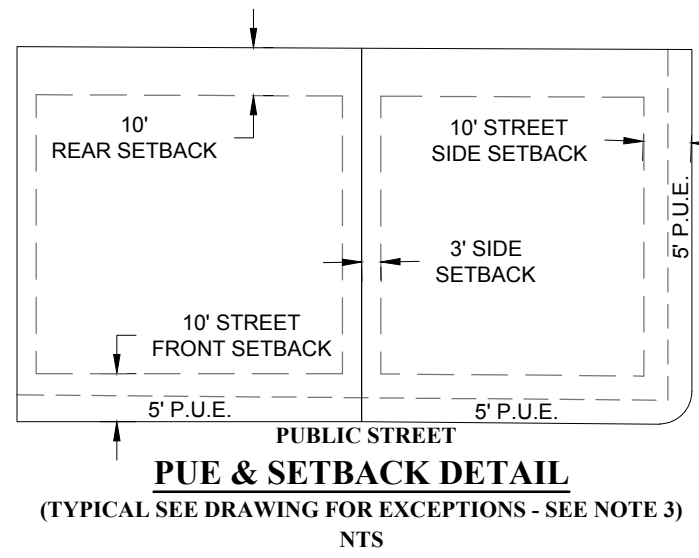 10'
REAR SETBACK
10' STREET
SIDE SETBACK
5' P.U.E.
3' SIDE
SETBACK
10' STREET
FRONT SETBACK
5' P.U.E.
5' P.U.E.
PUBLIC STREET
PUE & SETBACK DETAIL
(TYPICAL SEE DRAWING FOR EXCEPTIONS - SEE NOTE 3)
NTS